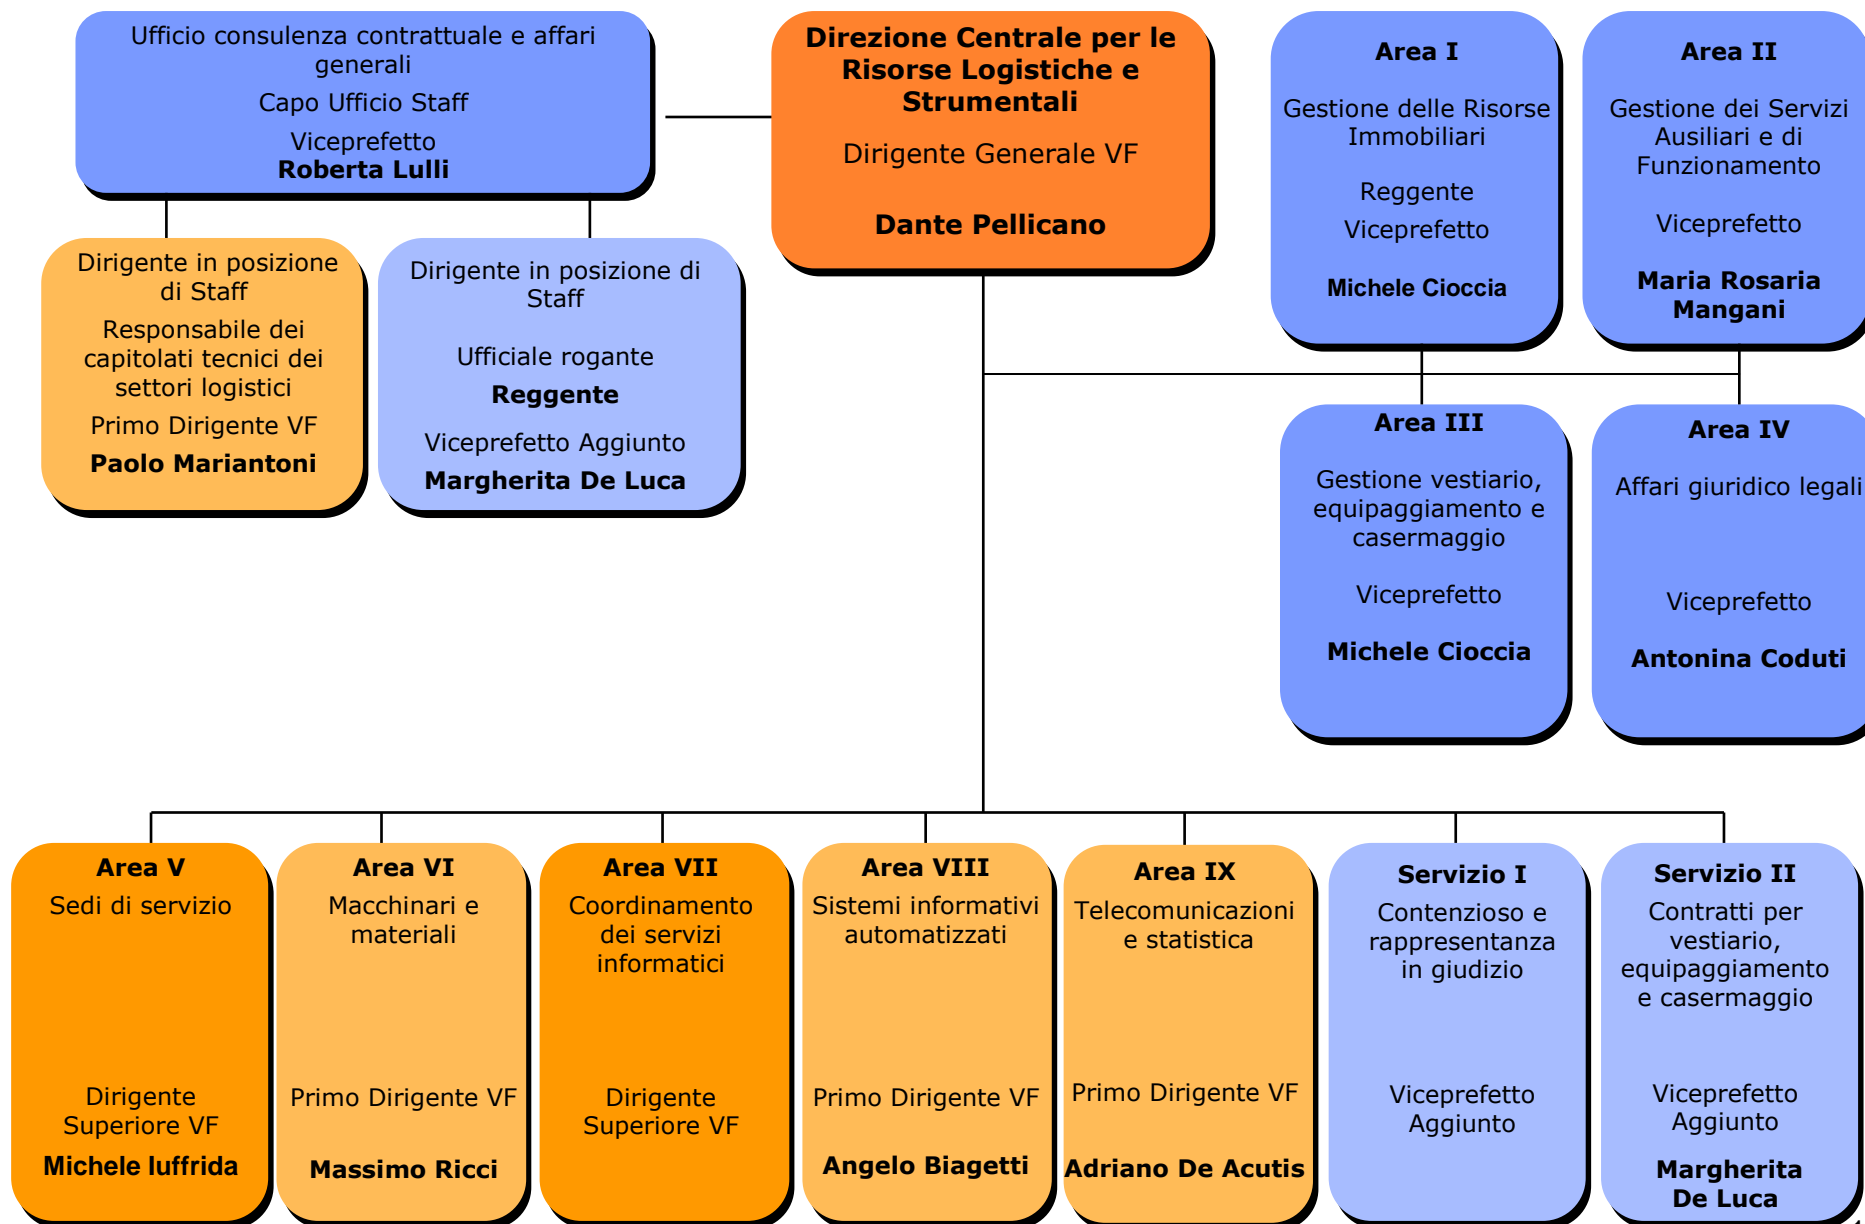 Ufficio consulenza contrattuale e affari
generali
Capo Ufficio Staff
Viceprefetto
Roberta Lulli
Direzione Centrale per le
Risorse Logistiche e
Strumentali
Dirigente Generale VF
Dante Pellicano
Area I
Gestione delle Risorse
Immobiliari
Reggente
Viceprefetto
Michele Cioccia
Area II
Gestione dei Servizi
Ausiliari e di
Funzionamento
Viceprefetto
Maria Rosaria
Mangani
Dirigente in posizione
di Staff
Responsabile dei
capitolati tecnici dei
settori logistici
Primo Dirigente VF
Paolo Mariantoni
Dirigente in posizione di
Staff
Ufficiale rogante
Reggente
Viceprefetto Aggiunto
Margherita De Luca
Area III
Gestione vestiario,
equipaggiamento e
casermaggio
Viceprefetto
Michele Cioccia
Area IV
Affari giuridico legali
Viceprefetto
Antonina Coduti
Area V
Sedi di servizio
Dirigente
Superiore VF
Michele Iuffrida
Area VI
Macchinari e
materiali
Primo Dirigente VF
Massimo Ricci
Area VII
Coordinamento
dei servizi
informatici
Dirigente
Superiore VF
Area VIII
Sistemi informativi
automatizzati
Primo Dirigente VF
Angelo Biagetti
Area IX
Telecomunicazioni
e statistica
Primo Dirigente VF
Adriano De Acutis
Servizio I
Contenzioso e
rappresentanza
in giudizio
Viceprefetto
Aggiunto
Servizio II
Contratti per
vestiario,
equipaggiamento
e casermaggio
Viceprefetto
Aggiunto
Margherita
De Luca